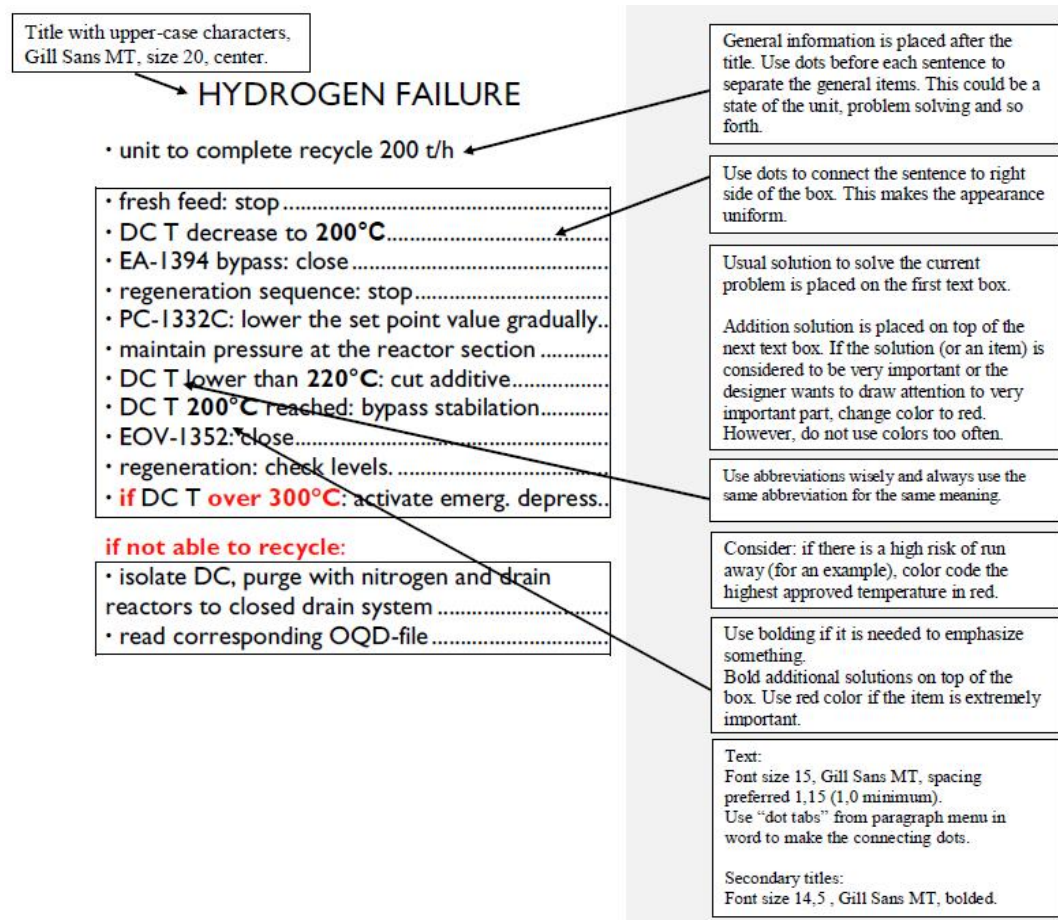 Title with upper-case characters,
Gill Sans MT, size 20, center.
HYDROGEN FAILURE
· unit to complete recycle 200 t/h
· fresh feed: stop........................................................
· DC T decrease to 200°C......................................
· EA-1394 bypass: close...........................................
· regeneration sequence: stop................................
· PC-1332C: lower the set point value gradually..
· maintain pressure at the reactor section ...........
· DC T lower than 220°C: cut additive................
· DC T 200°C reached: bypass stabilation...........
· EOV-1352: close.....................................................
· regeneration: check levels. ...................................
· if DC T over 300°C: activate emerg. depress..
if not able to recycle:
· isolate DC, purge with nitrogen and drain
reactors to closed drain system .............................
· read corresponding OQD-file..............................
General information is placed after the
title. Use dots before each sentence to
separate the general items. This could be a
state of the unit, problem solving and so
forth.
Use dots to connect the sentence to right
side of the box. This makes the appearance
uniform.
Usual solution to solve the current
problem is placed on the first text box.
Addition solution is placed on top of the
next text box. If the solution (or an item) is
considered to be very important or the
designer wants to draw attention to very
important part, change color to red.
However, do not use colors too often.
Use abbreviations wisely and always use the
same abbreviation for the same meaning.
Consider: if there is a high risk of run
away (for an example), color code the
highest approved temperature in red.
Use bolding if it is needed to emphasize
something.
Bold additional solutions on top of the
box. Use red color if the item is extremely
important.
Text:
Font size 15, Gill Sans MT, spacing
preferred 1,15 (1,0 minimum).
Use “dot tabs” from paragraph menu in
word to make the connecting dots.
Secondary titles:
Font size 14,5 , Gill Sans MT, bolded.